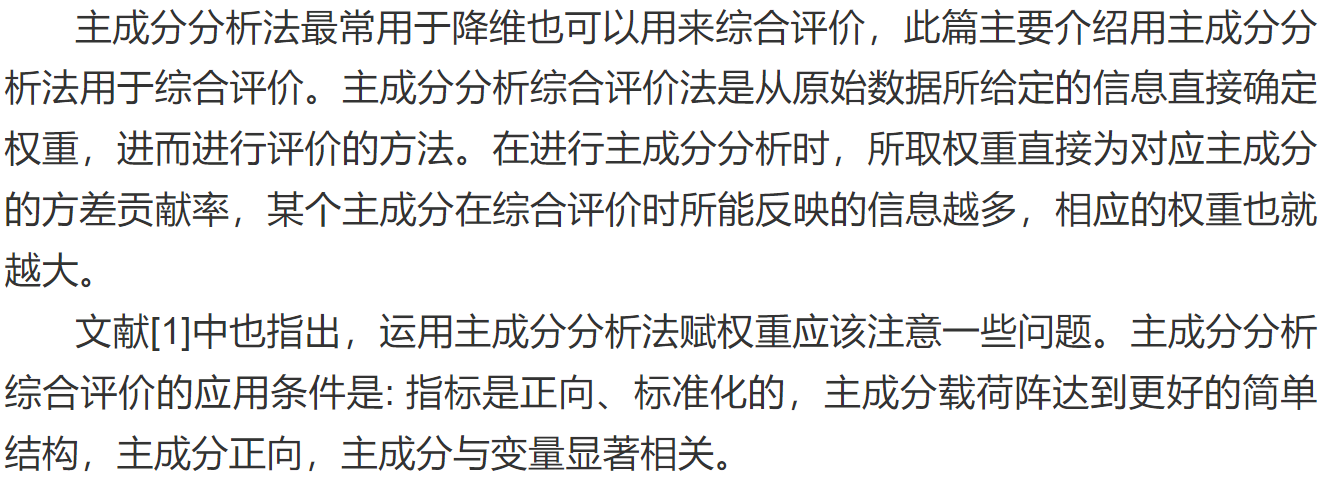 主成分分析法最常用于降维也可以用来综合评价，此篇主要介绍用主成分分
析法用于综合评价。主成分分析综合评价法是从原始数据所给定的信息直接确定
权重，进而进行评价的方法。在进行主成分分析时，所取权重直接为对应主成分
的方差贡献率，某个主成分在综合评价时所能反映的信息越多，相应的权重也就
越大。
文献[1]中也指出，运用主成分分析法赋权重应该注意一些问题。主成分分析
综合评价的应用条件是: 指标是正向、标准化的，主成分载荷阵达到更好的简单
结构，主成分正向，主成分与变量显著相关。